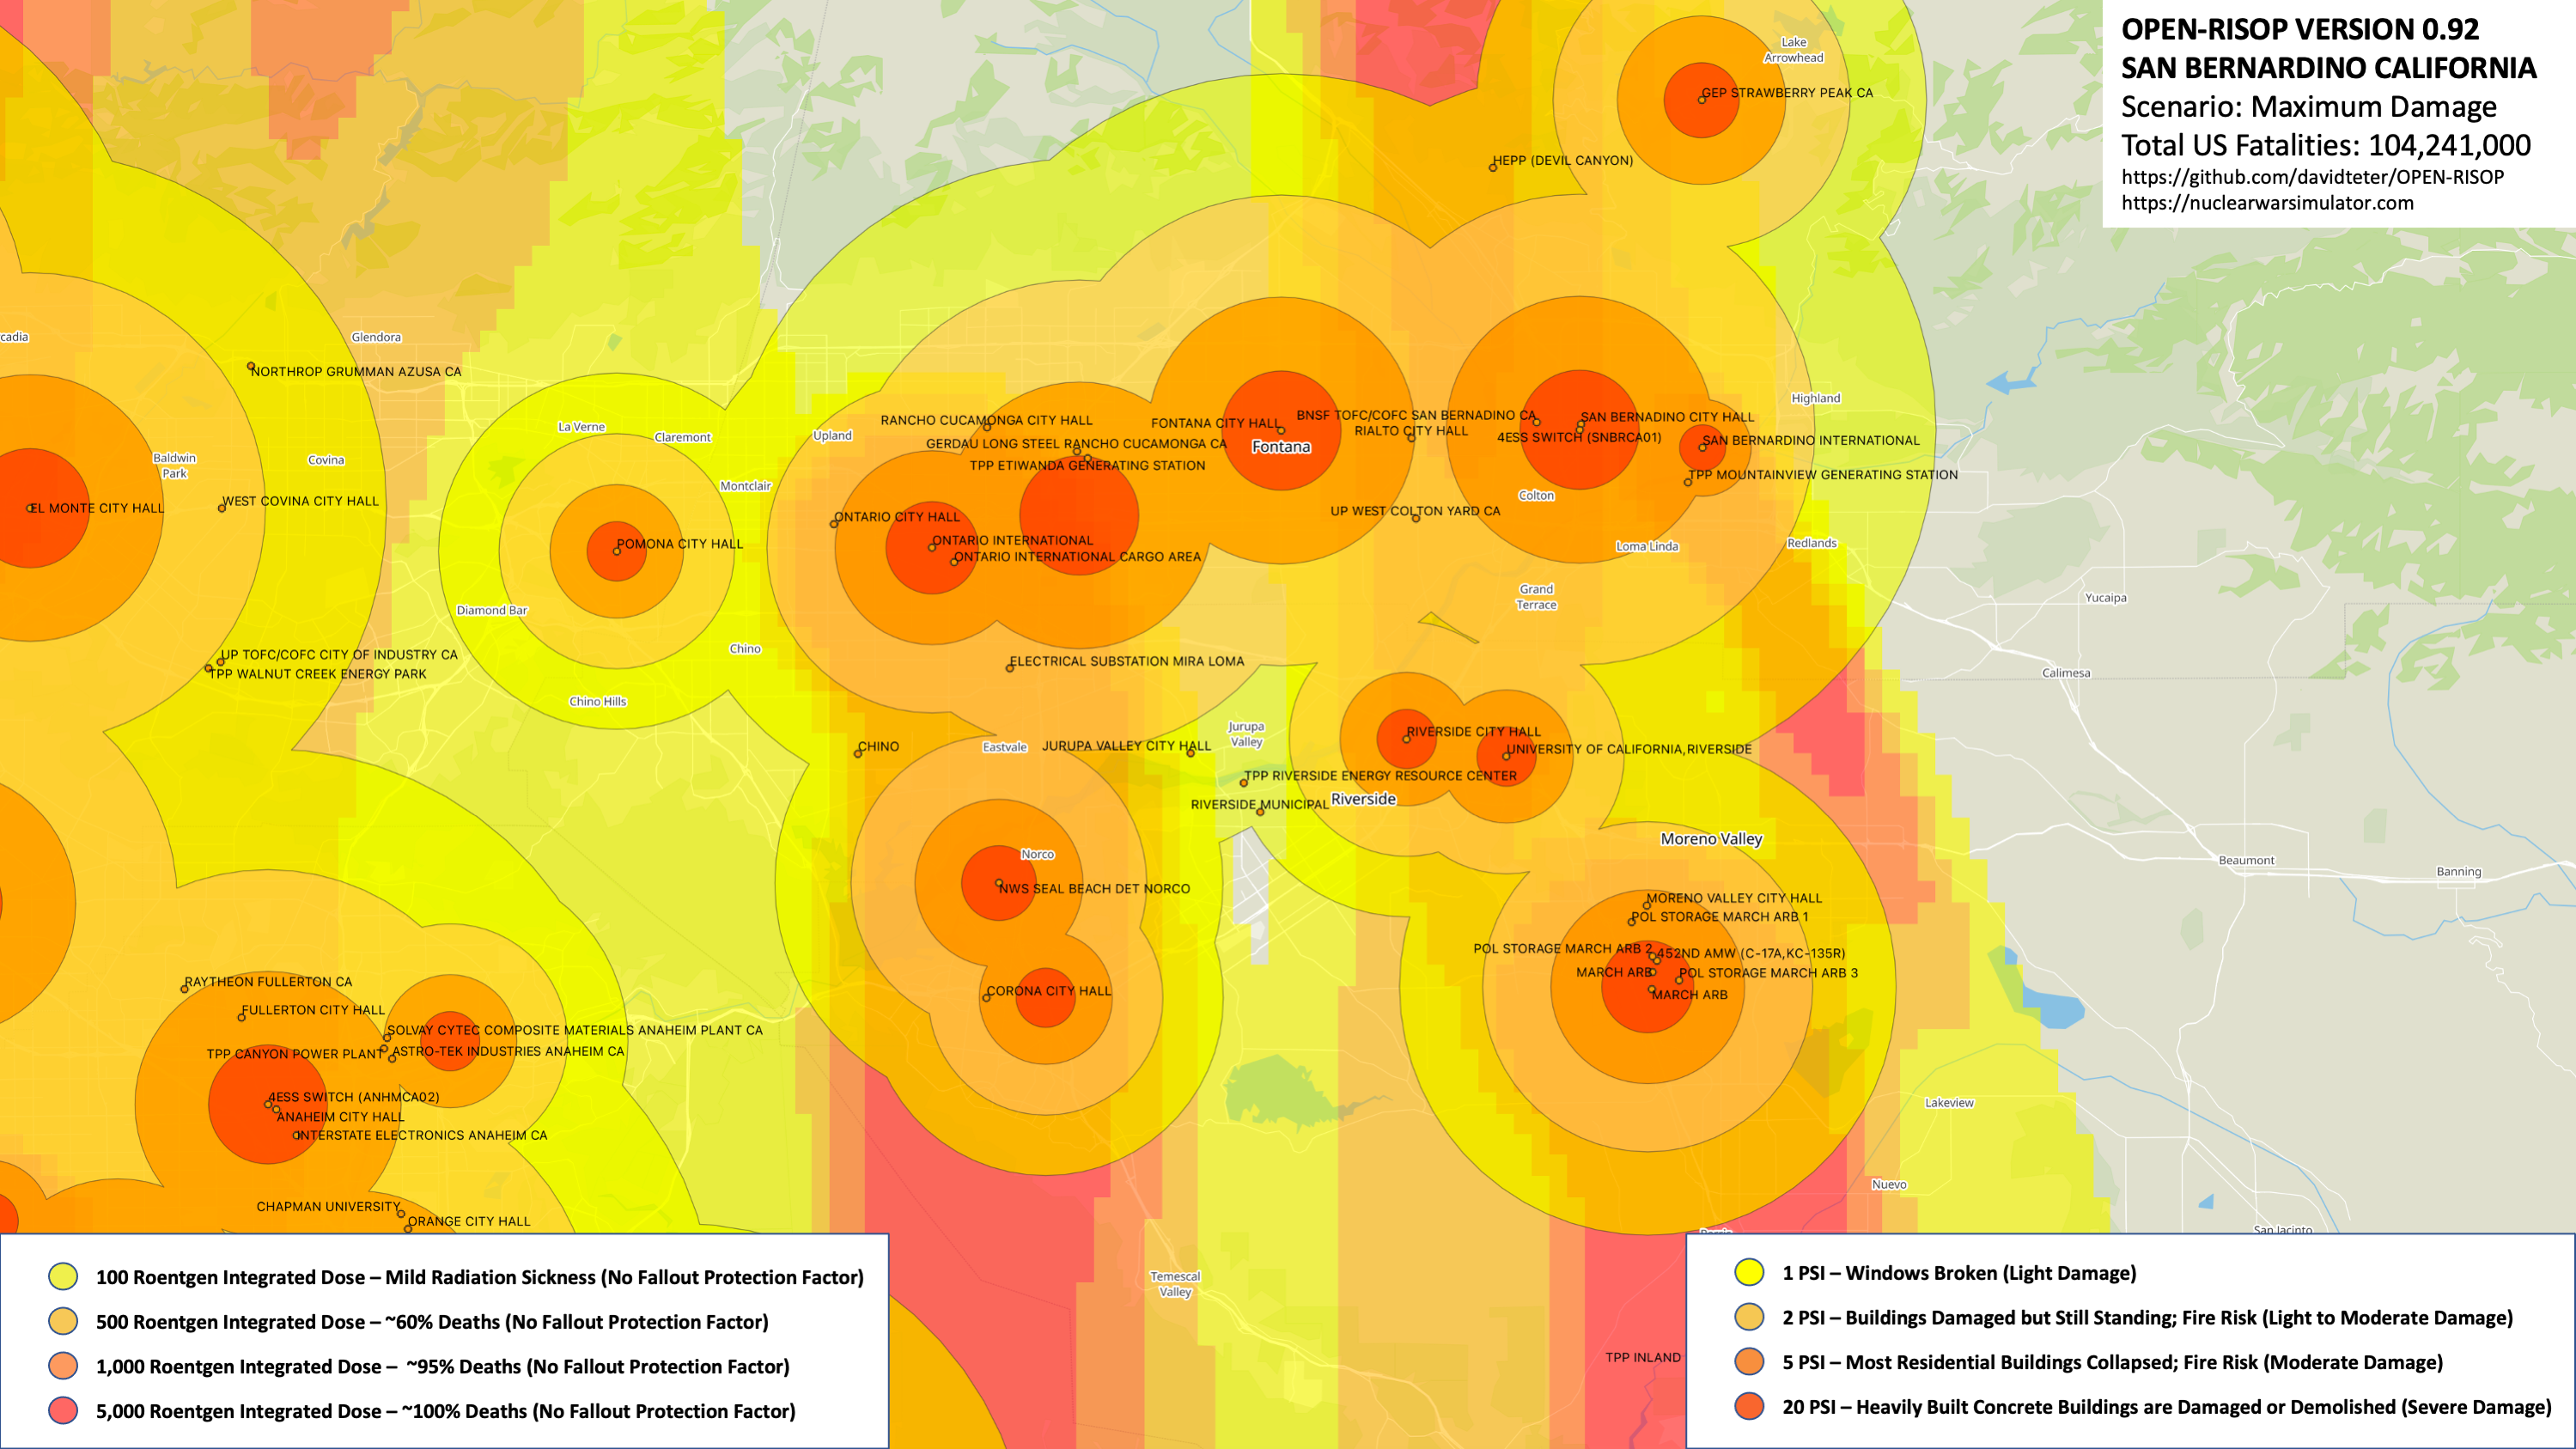 OPEN-RISOP VERSION 0.92
SAN BERNARDINO CALIFORNIA
Scenario: Maximum Damage
Total US Fatalities: 104,241,000
https://github.com/davidteter/OPEN-RISOP
https://nuclearwarsimulator.com
Lake
Arrowhead
GEP STRAWBERRY PEAK CA
HEPP (DEVIL CANYON)
cadia
Glendora
NORTHROP GRUMMAN AZUSA CA
Highland
La Verne
Claremont
Upland
RANCHO CUCAMONGA CITY HALL
FONTANA CITY HALL
BNSF TOFC/COFC SAN BERNADINO CA
SAN BERNADINO CITY HALL
RIALTO CITY HALL
4ESS SWITCH (SNBRCA01)
SAN BERNARDINO INTERNATIONAL
GERDAU LONG STEEL RANCHO CUCAMONGA CA
Fontana
Baldwin
Park
Covina
TPP ETIWANDA GENERATING STATION
TPP MOUNTAINVIEW GENERATING STATION
Montclair
Colton
EL MONTE CITY HALL
WEST COVINA CITY HALL
ONTARIO CITY HALL
UP WEST COLTON YARD CA
POMONA CITY HALL
ONTARIO INTERNATIONAL
ONTARIO INTERNATIONAL CARGO AREA
Loma Linda
Redlands
Diamond Bar
Grand
Terrace
Yucaipa
Chino
UP TOFC/COFC CITY OF INDUSTRY CA
TPP WALNUT CREEK ENERGY PARK
ELECTRICAL SUBSTATION MIRA LOMA
Calimesa
Chino Hills
CHINO
Eastvale
JURUPA VALLEY CITY HALL
Jurupa
Valley
RIVERSIDE CITY HALL
UNIVERSITY OF CALIFORNIA,RIVERSIDE
TPP RIVERSIDE ENERGY RESOURCE CENTER
RIVERSIDE MUNICIPAL
Riverside
Moreno Valley
Norco
NWS SEAL BEACH DET NORCO
Beaumont
Banning
MORENO VALLEY CITY HALL
POL STORAGE MARCH ARB 1
POL STORAGE MARCH ARB 2
452ND AMW (C-17A,KC-135R)
MARCH ARB
POL STORAGE MARCH ARB 3
MARCH ARB
CORONA CITY HALL
RAYTHEON FULLERTON CA
FULLERTON CITY HALL
SOLVAY CYTEC COMPOSITE MATERIALS ANAHEIM PLANT CA
TPP CANYON POWER PLANT
ASTRO-TEK INDUSTRIES ANAHEIM CA
4ESS SWITCH (ANHMCA02)
ANAHEIM CITY HALL
INTERSTATE ELECTRONICS ANAHEIM CA
Lakeview
Nuevo
CHAPMAN UNIVERSITY
ORANGE CITY HALL
San Jacinto
Temescal
Valley
TPP INLAND
100 Roentgen Integrated Dose – Mild Radiation Sickness (No Fallout Protection Factor)
500 Roentgen Integrated Dose – ~60% Deaths (No Fallout Protection Factor)
1,000 Roentgen Integrated Dose – ~95% Deaths (No Fallout Protection Factor)
5,000 Roentgen Integrated Dose – ~100% Deaths (No Fallout Protection Factor)
1 PSI – Windows Broken (Light Damage)
2 PSI – Buildings Damaged but Still Standing; Fire Risk (Light to Moderate Damage)
5 PSI – Most Residential Buildings Collapsed; Fire Risk (Moderate Damage)
20 PSI – Heavily Built Concrete Buildings are Damaged or Demolished (Severe Damage)